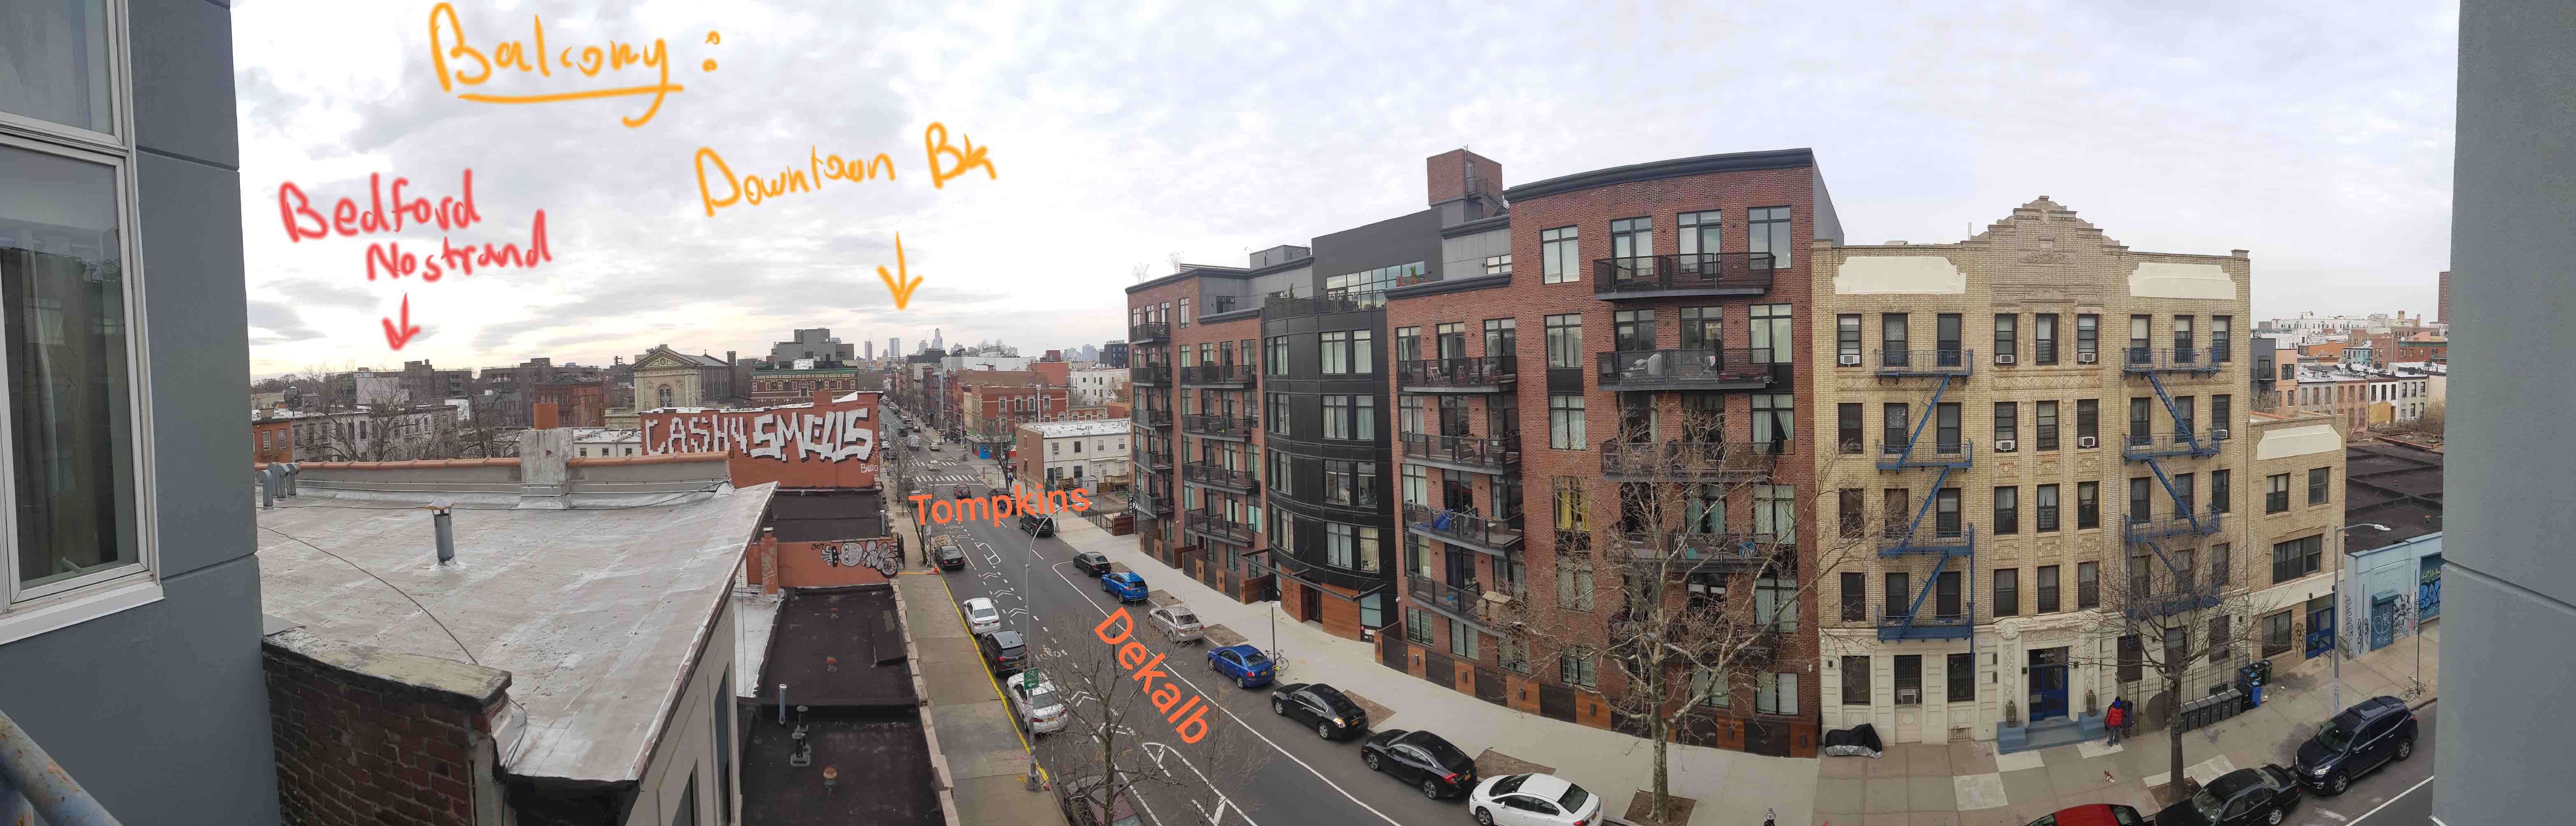 Balcony:
Downtown Bk
Bedford
Nostrand
CASH4 SMELLS
Tompkins
Dekalb